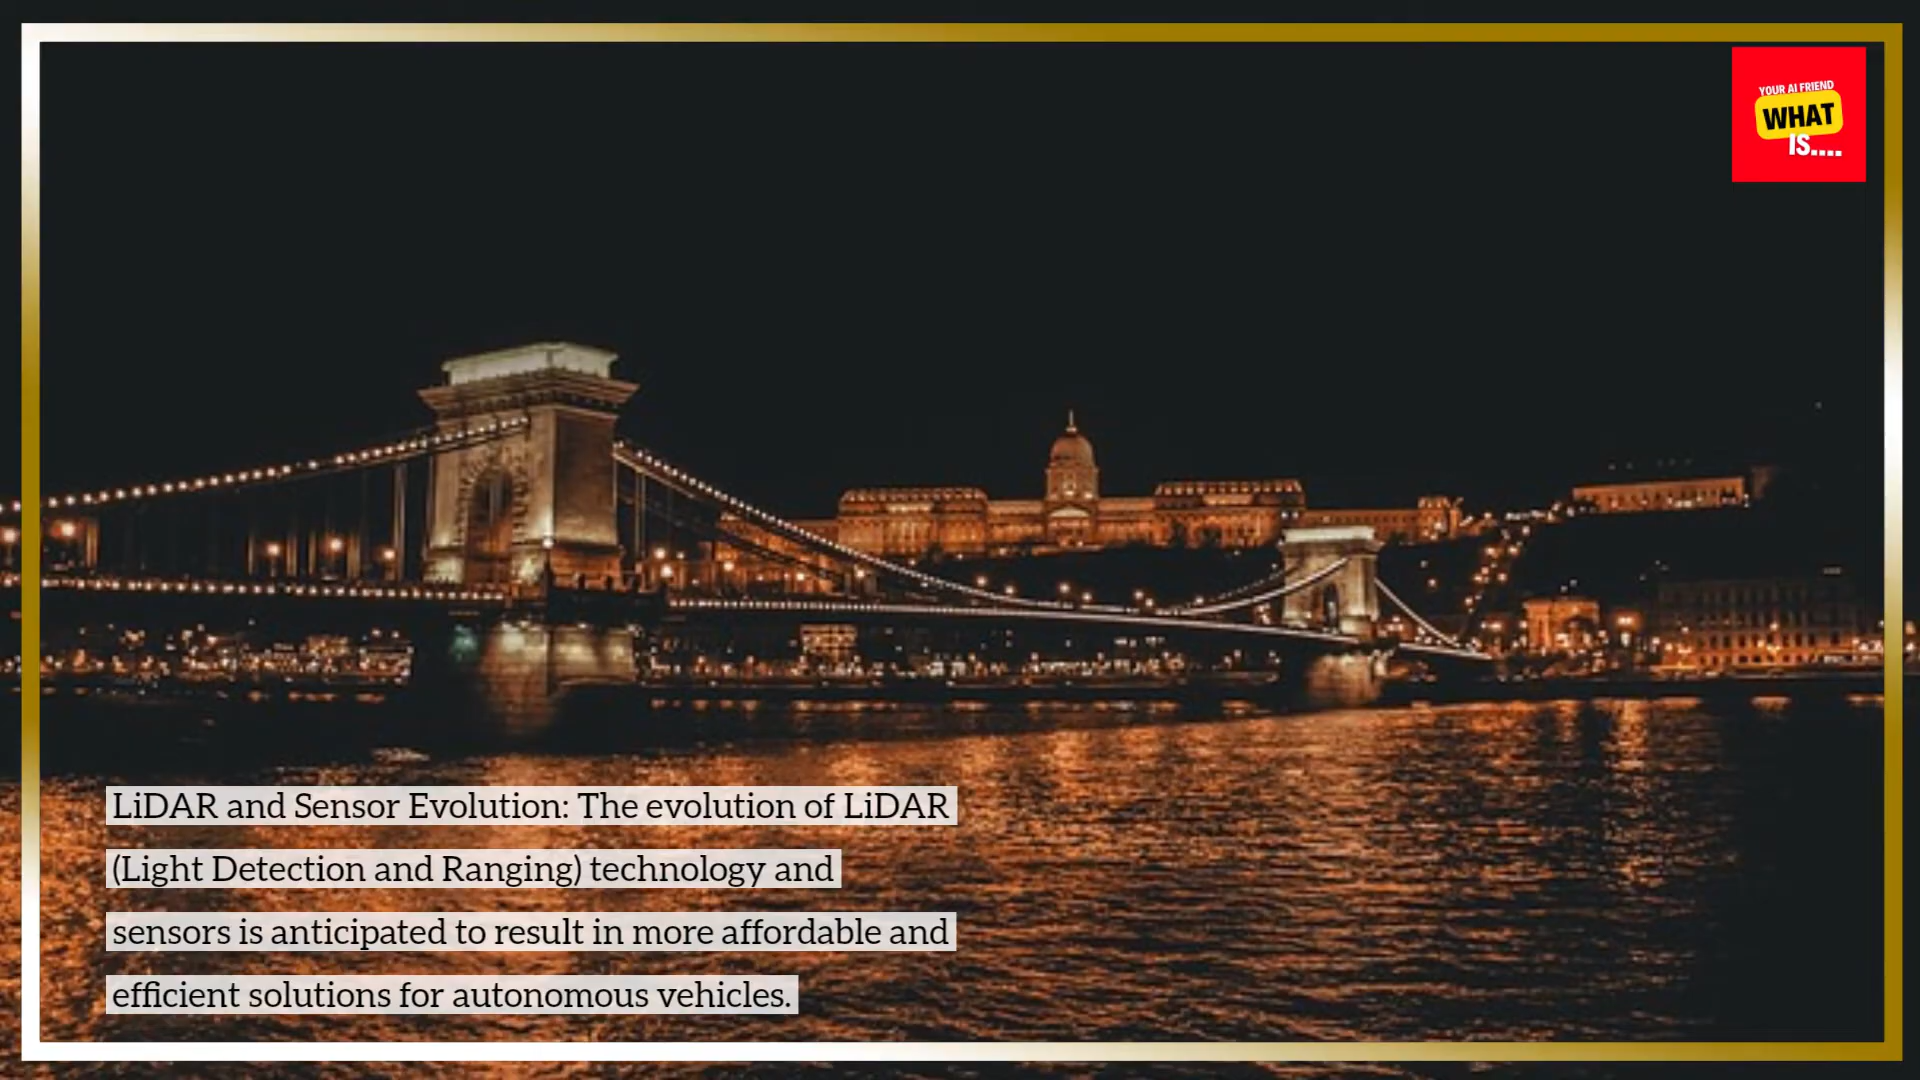 YOUR AI FRIEND
WHAT
IS....
LiDAR and Sensor Evolution: The evolution of LiDAR
(Light Detection and Ranging) technology and
sensors is anticipated to result in more affordable and
efficient solutions for autonomous vehicles.